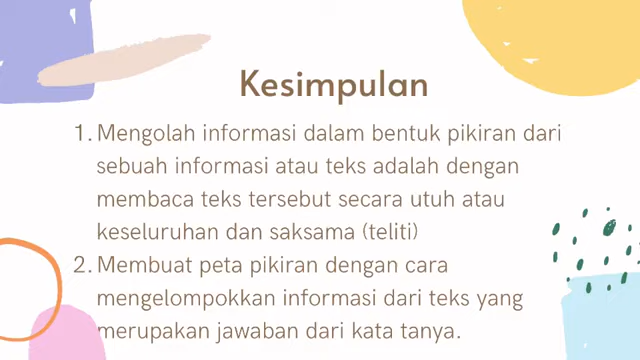 Kesimpulan
1. Mengolah informasi dalam bentuk pikiran dari
sebuah informasi atau teks adalah dengan
membaca teks tersebut secara utuh atau
keseluruhan dan saksama (teliti)
2. Membuat peta pikiran dengan cara
mengelompokkan informasi dari teks yang
merupakan jawaban dari kata tanya.